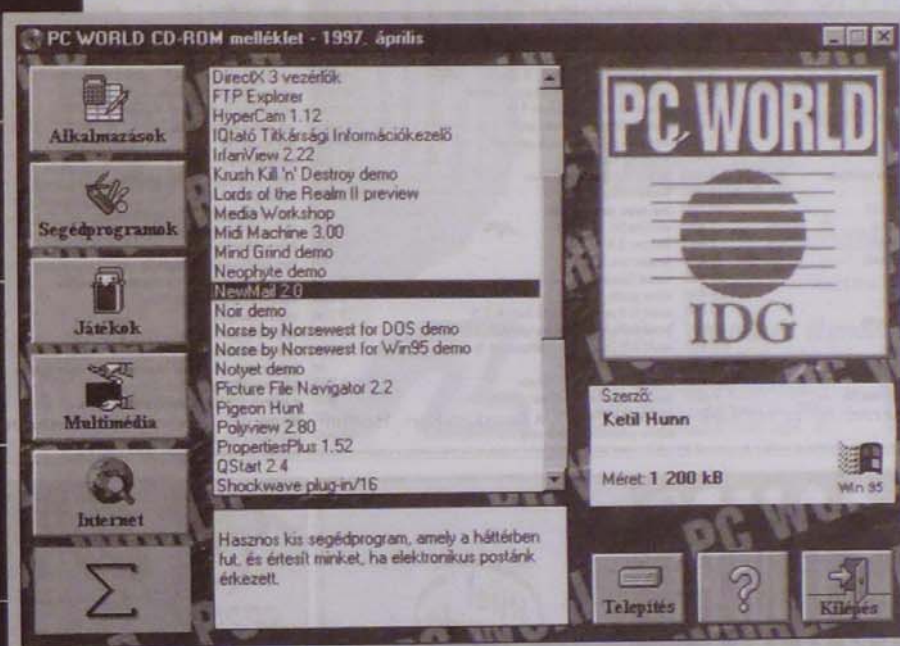 PC WORLD CD-ROM melléklet - 1997. április
Alkalmazások
Segédprogramok
Játékok
Multimédia
Internet
Σ
DirectX 3 vezérlők
FTP Explorer
HyperCam 1.12
IQtató Titkársági Információkezelő
IrfanView 2.22
Krush Kill 'n' Destroy demo
Lords of the Realm II preview
Media Workshop
Midi Machine 3.00
Mind Grind demo
Neophyte demo
NewMail 2.0
Noir demo
Norse by Norsewest for DOS demo
Norse by Norsewest for Win95 demo
Notyet demo
Picture File Navigator 2.2
Pigeon Hunt
Polyview 2.80
PropertiesPlus 1.52
QStart 2.4
Shockwave plug-in/16
Hasznos kis segédprogram, amely a háttérben
fut, és értesít minket, ha elektronikus postánk
érkezett.
PC WORLD
IDG
Szerző:
Ketil Hunn
Méret: 1 200 kB
Win 95
Telepítés
?
Kilépés